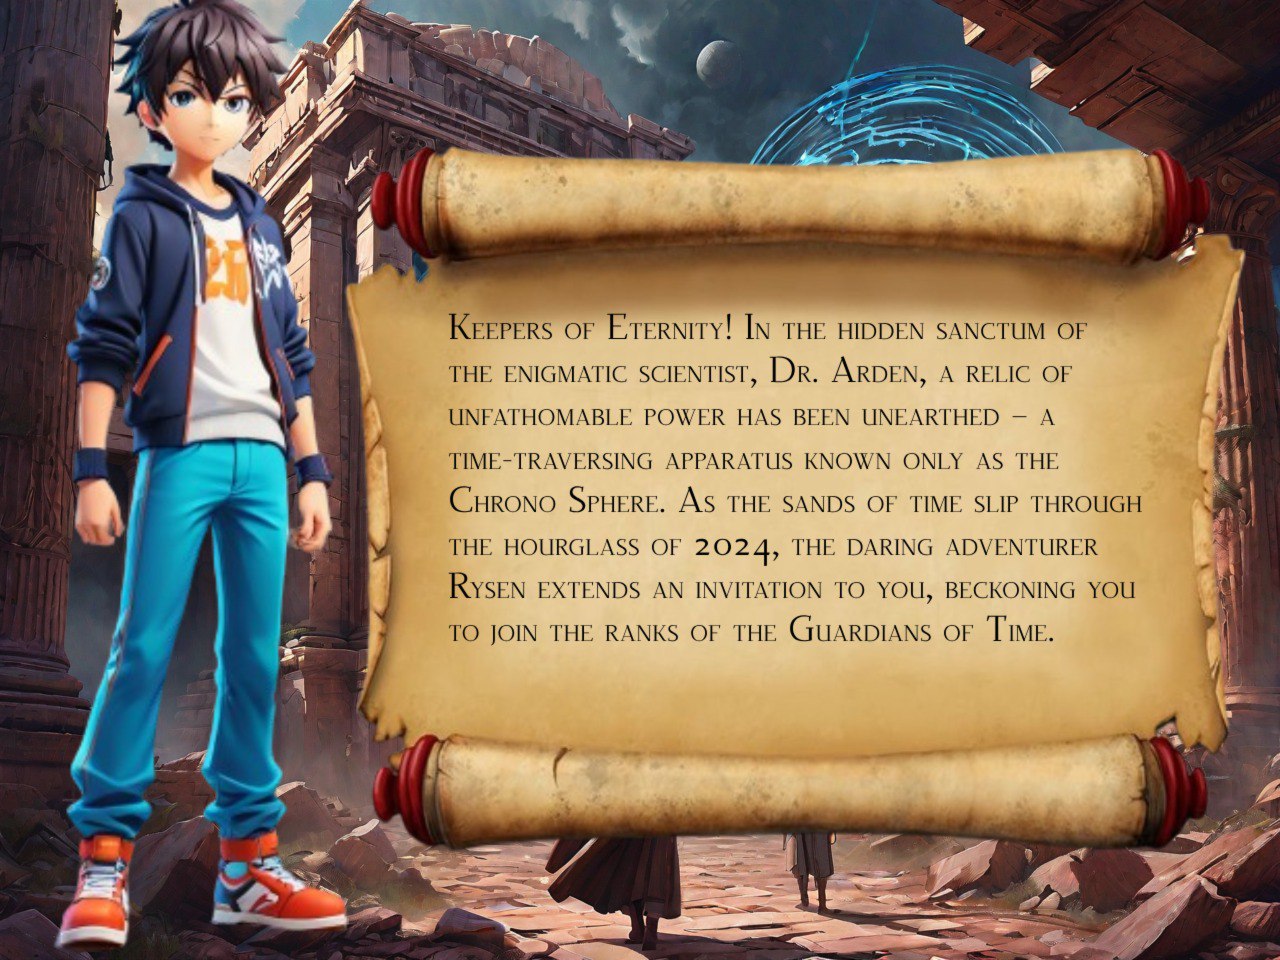 Keepers of Eternity! In the hidden sanctum of
the enigmatic scientist, Dr. Arden, a relic of
unfathomable power has been unearthed – a
time-traversing apparatus known only as the
Chrono Sphere. As the sands of time slip through
the hourglass of 2024, the daring adventurer
Rysen extends an invitation to you, beckoning you
to join the ranks of the Guardians of Time.